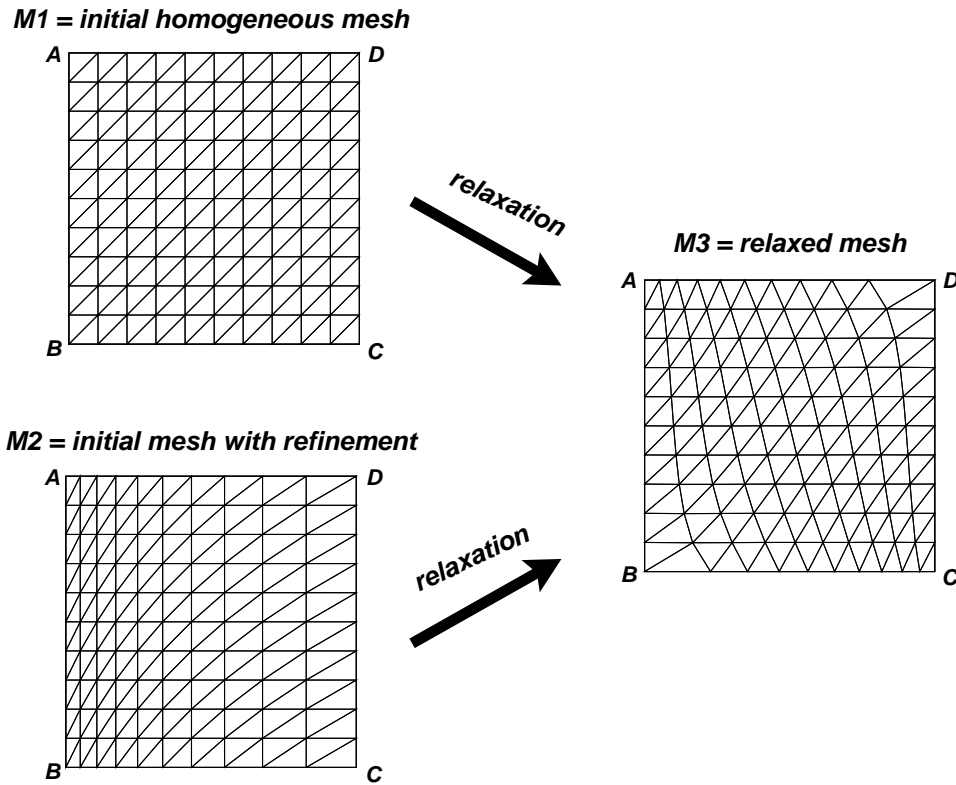 M1 = initial homogeneous mesh
A
D
B
C
relaxation
M3 = relaxed mesh
A
D
B
C
M2 = initial mesh with refinement
A
D
B
C
relaxation